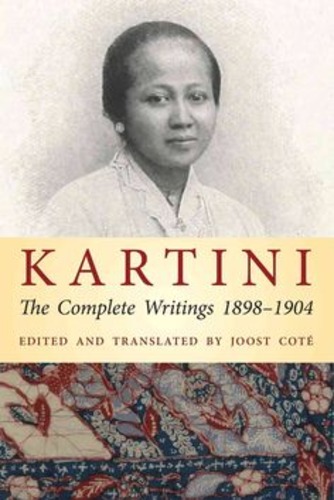 KARTINI
The Complete Writings 1898–1904
EDITED AND TRANSLATED BY JOOST COTÉ